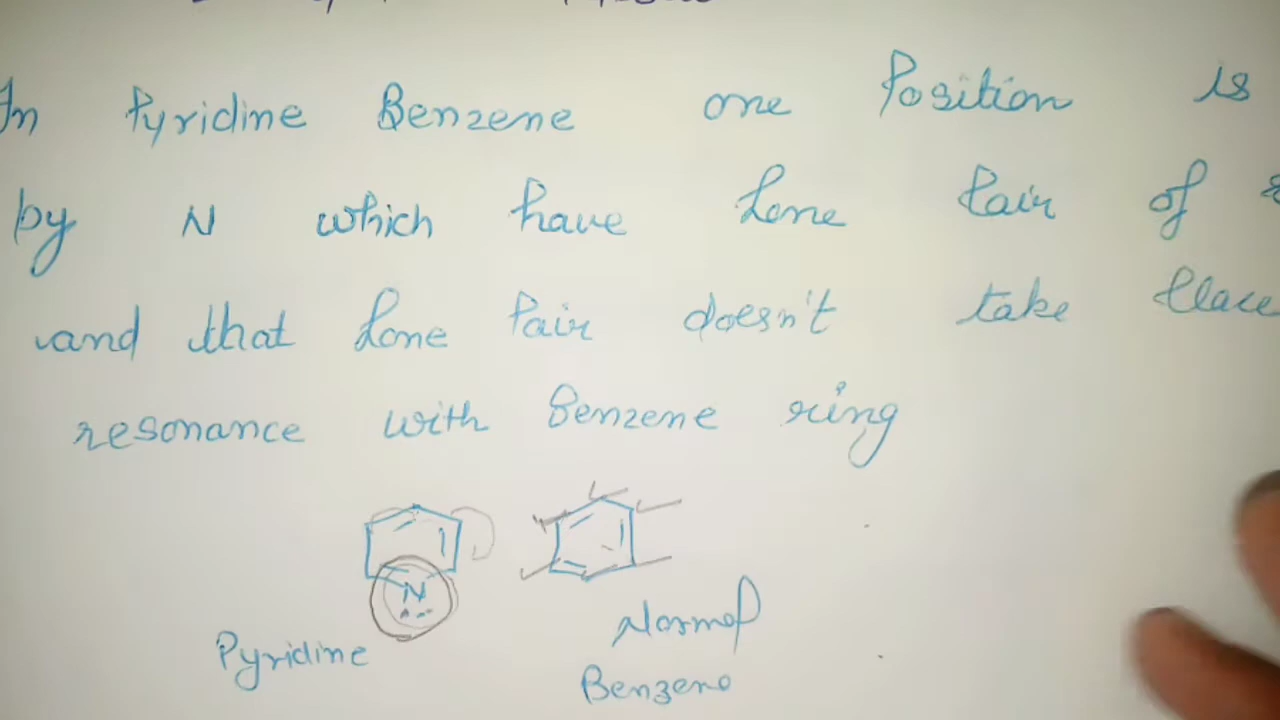 In Pyridine Benzene one Position is
by N which have Lone Pair of
and that Lone Pair doesn't take Place
resonance with Benzene ring
N
Pyridine
Normal
Benzene